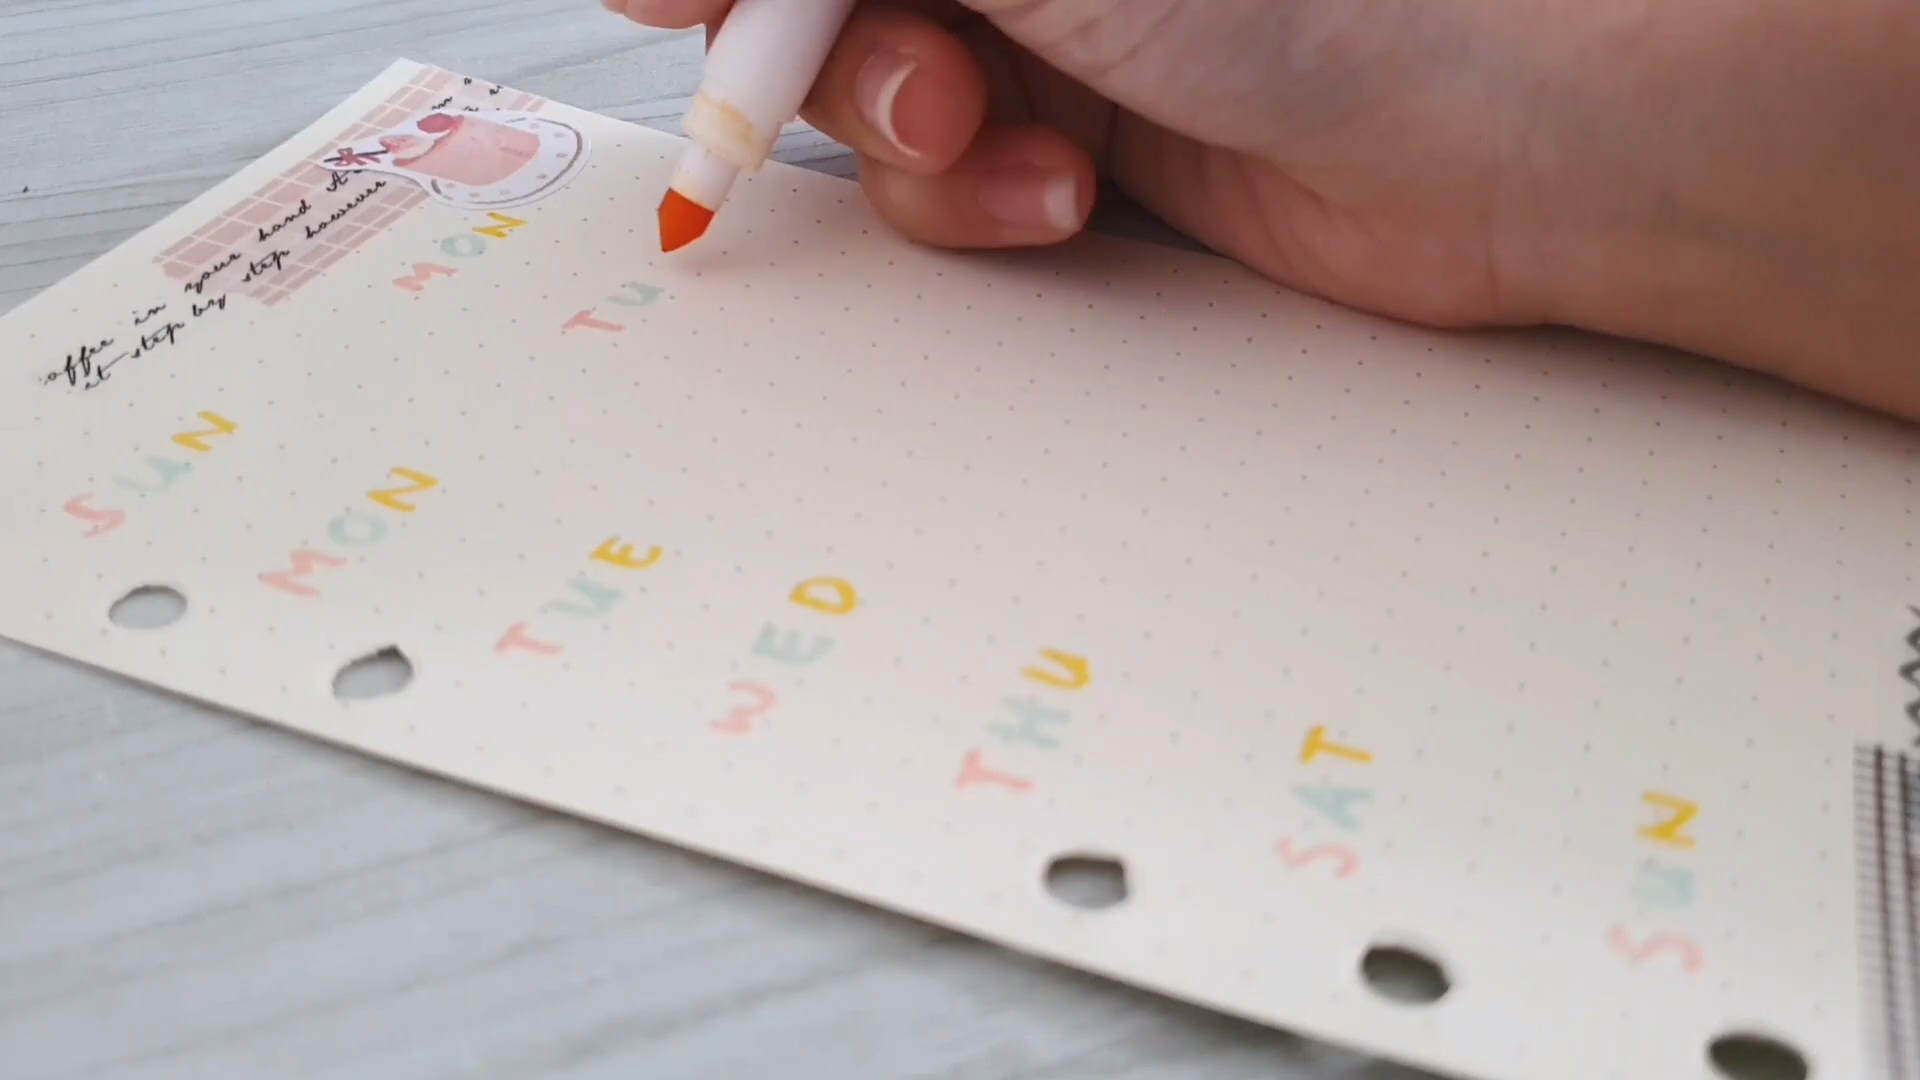 offee in your hand A
at step by step however
MON
TU
SUN
MON
TUE
WED
THU
SAT
SUN